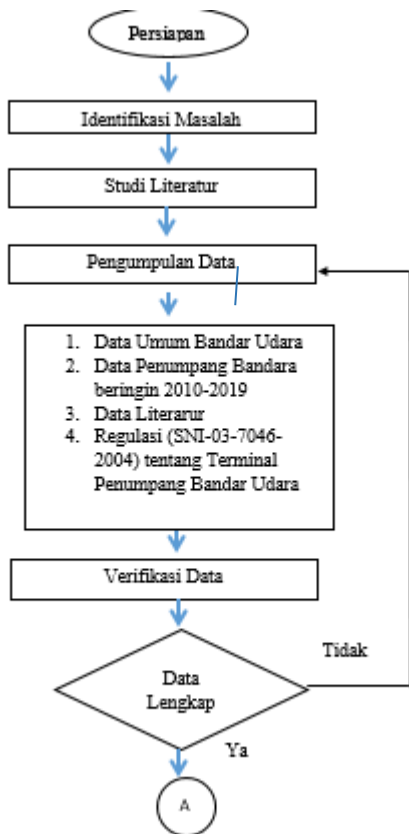 Persiapan
Identifikasi Masalah
Studi Literatur
Pengumpulan Data
1. Data Umum Bandar Udara
2. Data Penumpang Bandara
beringin 2010-2019
3. Data Literarur
4. Regulasi (SNI-03-7046-
2004) tentang Terminal
Penumpang Bandar Udara
Verifikasi Data
Tidak
Data
Lengkap
Ya
A